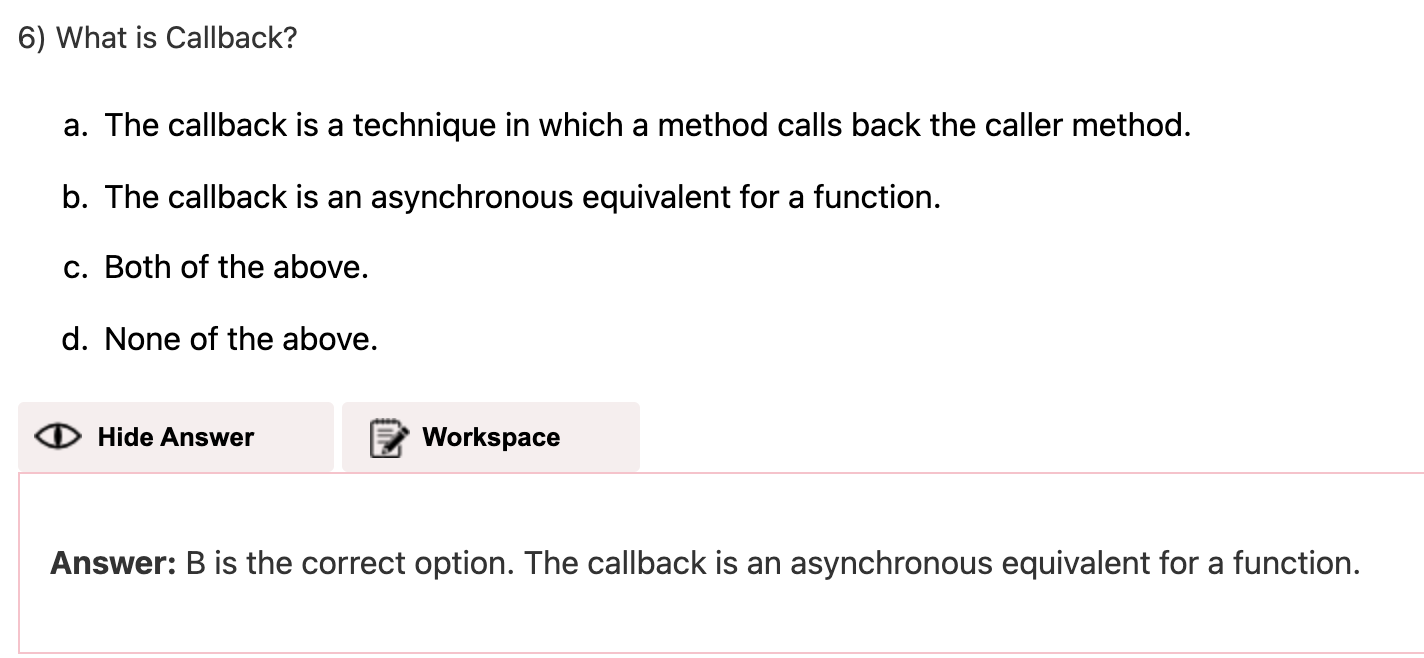 6) What is Callback?
a. The callback is a technique in which a method calls back the caller method.
b. The callback is an asynchronous equivalent for a function.
c. Both of the above.
d. None of the above.
Hide Answer Workspace
Answer: B is the correct option. The callback is an asynchronous equivalent for a function.